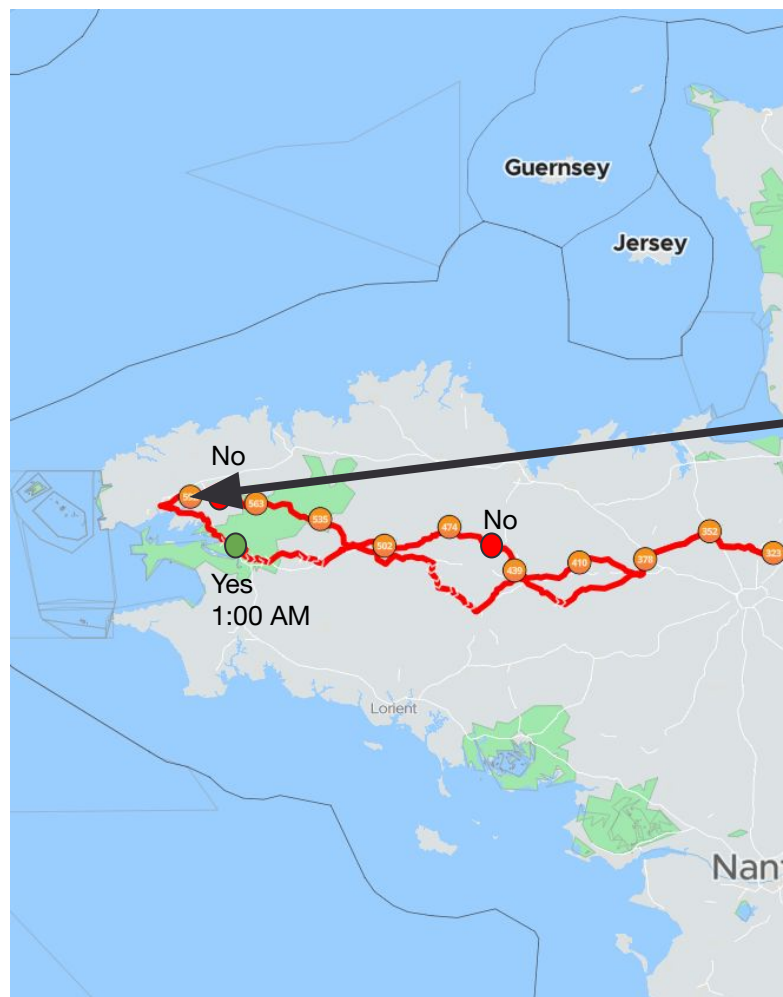 Guernsey
Jersey
No
563
535
474
No
502
439
410
378
352
323
Yes
1:00 AM
Lorient
Nant